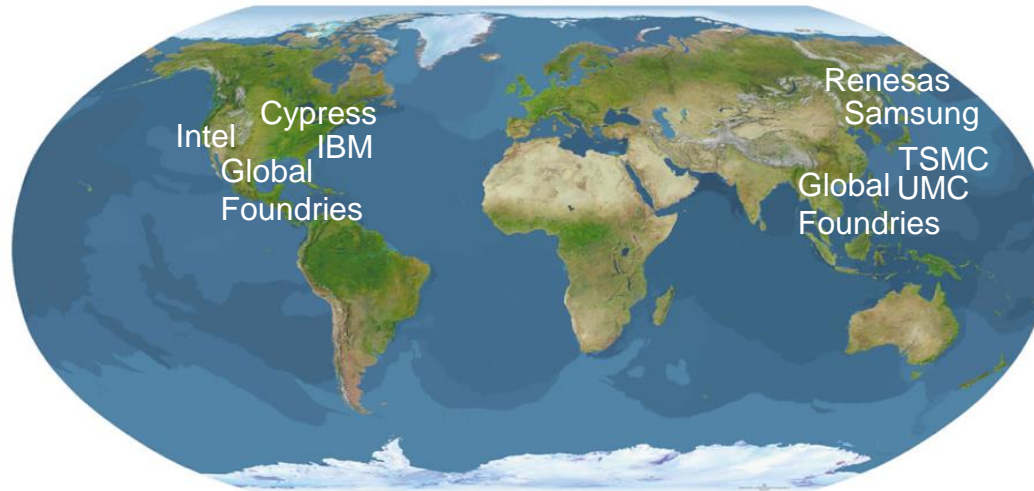 Cypress
Intel
IBM
Global
Foundries
Renesas
Samsung
TSMC
Global UMC
Foundries